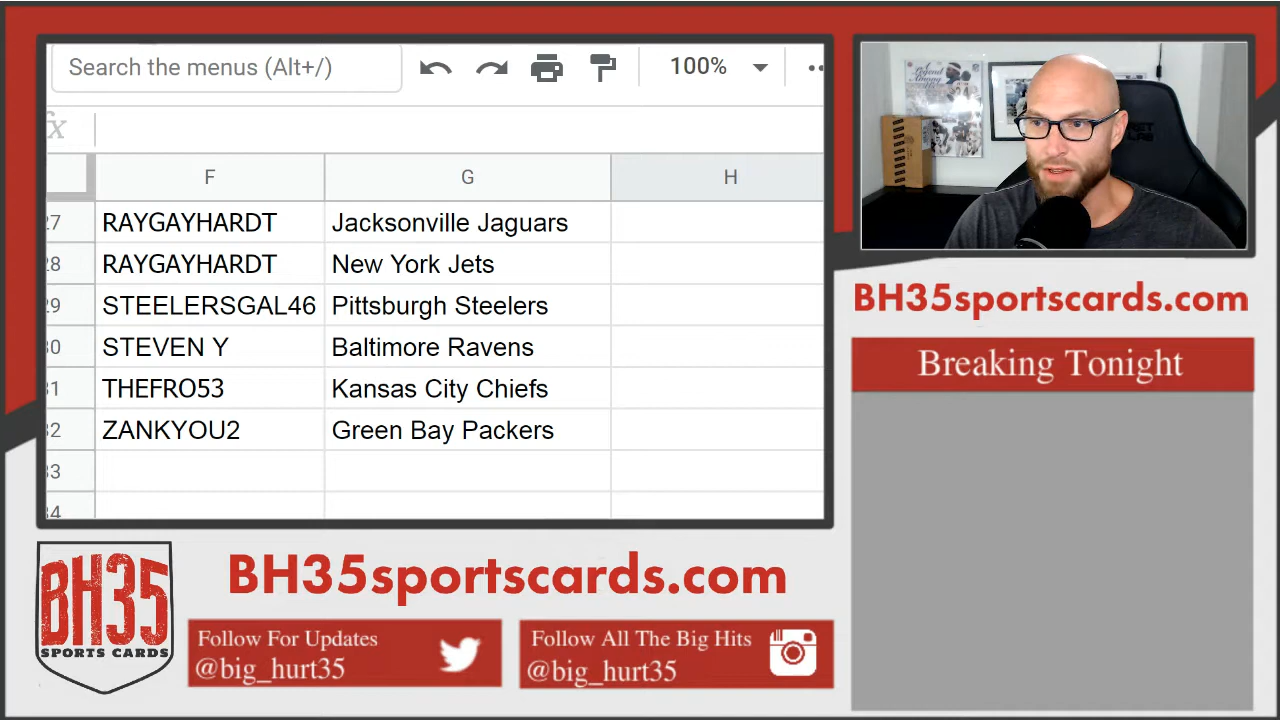 Search the menus (Alt+/)
100%
fx
F G H
27 RAYGAYHARDT Jacksonville Jaguars
28 RAYGAYHARDT New York Jets
29 STEELERSGAL46 Pittsburgh Steelers
30 STEVEN Y Baltimore Ravens
31 THEFRO53 Kansas City Chiefs
32 ZANKYOU2 Green Bay Packers
33
34
BH35sportscards.com
Breaking Tonight
BH35
SPORTS CARDS
BH35sportscards.com
Follow For Updates
@big_hurt35
Follow All The Big Hits
@big_hurt35